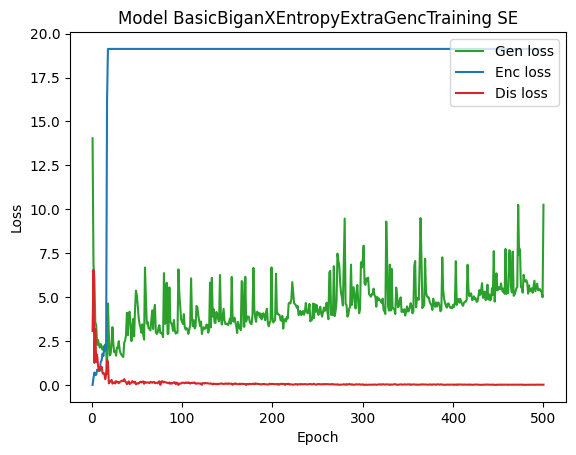 Model BasicBiganXEntropyExtraGencTraining SE
20.0
17.5
15.0
12.5
10.0
7.5
5.0
2.5
0.0
Loss
Gen loss
Enc loss
Dis loss
0
100
200
300
400
500
Epoch